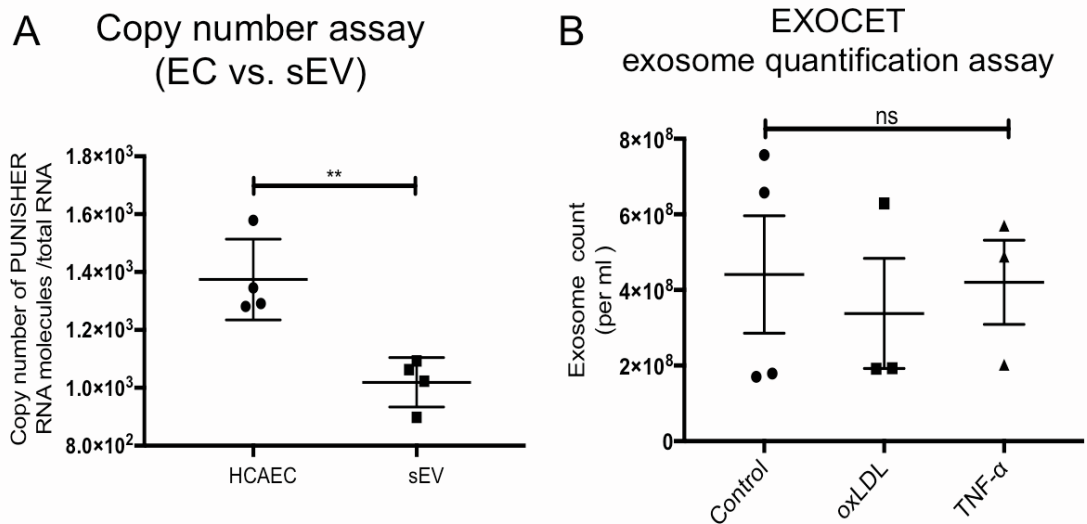 A
Copy number assay
(EC vs. sEV)
Copy number of PUNISHER
RNA molecules /total RNA
1.8×10³
1.6×10³
1.4×10³
1.2×10³
1.0×10³
8.0×10²
**
HCAEC
sEV
B
EXOCET
exosome quantification assay
Exosome count
(per ml )
8×10⁸
6×10⁸
4×10⁸
2×10⁸
0
ns
Control
oxLDL
TNF-α